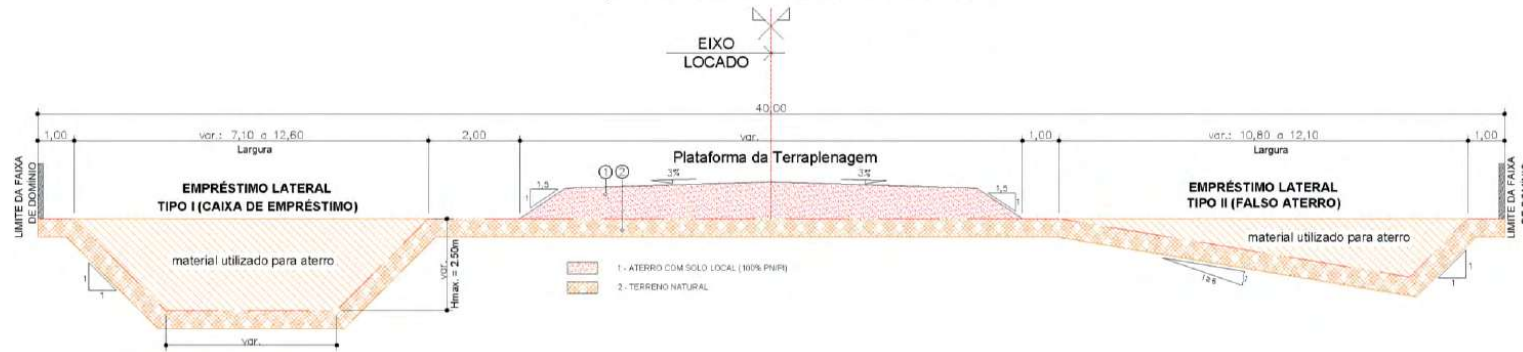 EIXO
LOCADO
40,00
1,00
var.: 7,10 a 12,60
2,00
var.
1,00
var.: 10,80 a 12,10
1,00
Largura
Largura
Plataforma da Terraplenagem
1
2
3%
3%
1,5
1
1,5
1
LIMITE DA FAIXA
DE DOMÍNIO
EMPRÉSTIMO LATERAL
TIPO I (CAIXA DE EMPRÉSTIMO)
EMPRÉSTIMO LATERAL
TIPO II (FALSO ATERRO)
LIMITE DA FAIXA
material utilizado para aterro
material utilizado para aterro
var.
Hmax. = 2.50m
1
1
1
1
1
1 - ATERRO COM SOLO LOCAL (100% PN/PI)
2 - TERRENO NATURAL
var.